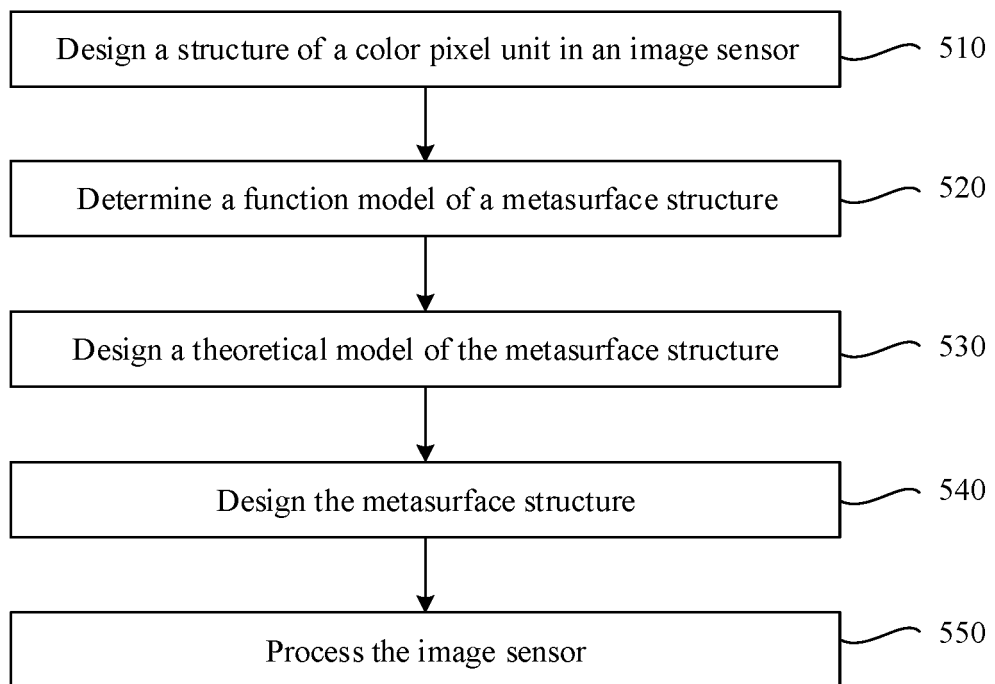 Design a structure of a color pixel unit in an image sensor 510
Determine a function model of a metasurface structure 520
Design a theoretical model of the metasurface structure 530
Design the metasurface structure 540
Process the image sensor 550